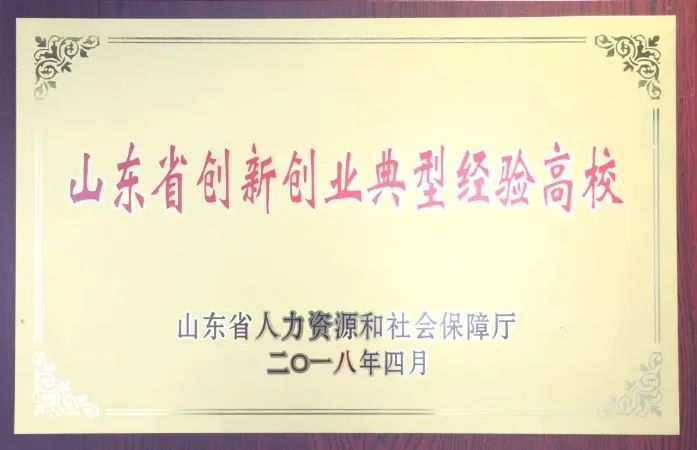 山东省创新创业典型经验高校
山东省人力资源和社会保障厅
二〇一八年四月